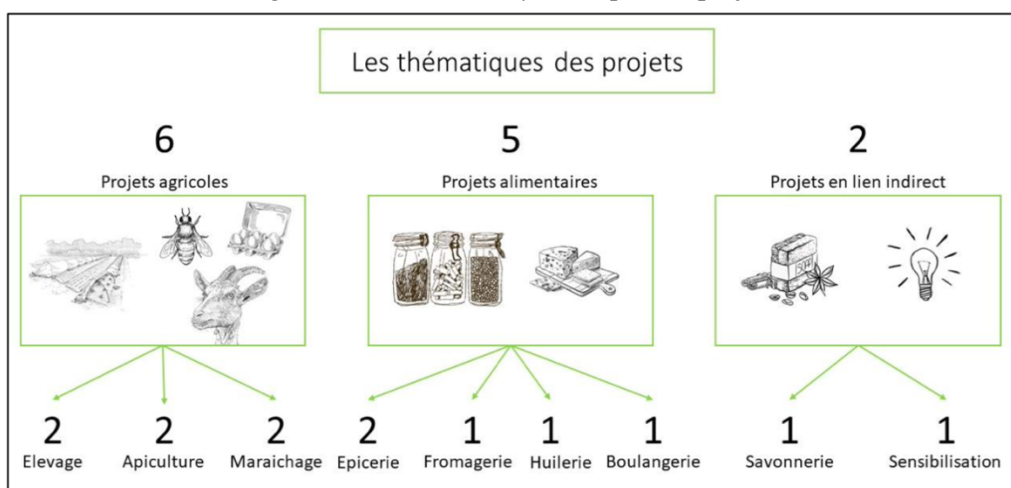 Les thématiques des projets
6 5 2
Projets agricoles Projets alimentaires Projets en lien indirect
2 2 2 2 1 1 1 1 1
Elevage Apiculture Maraichage Epicerie Fromagerie Huilerie Boulangerie Savonnerie Sensibilisation